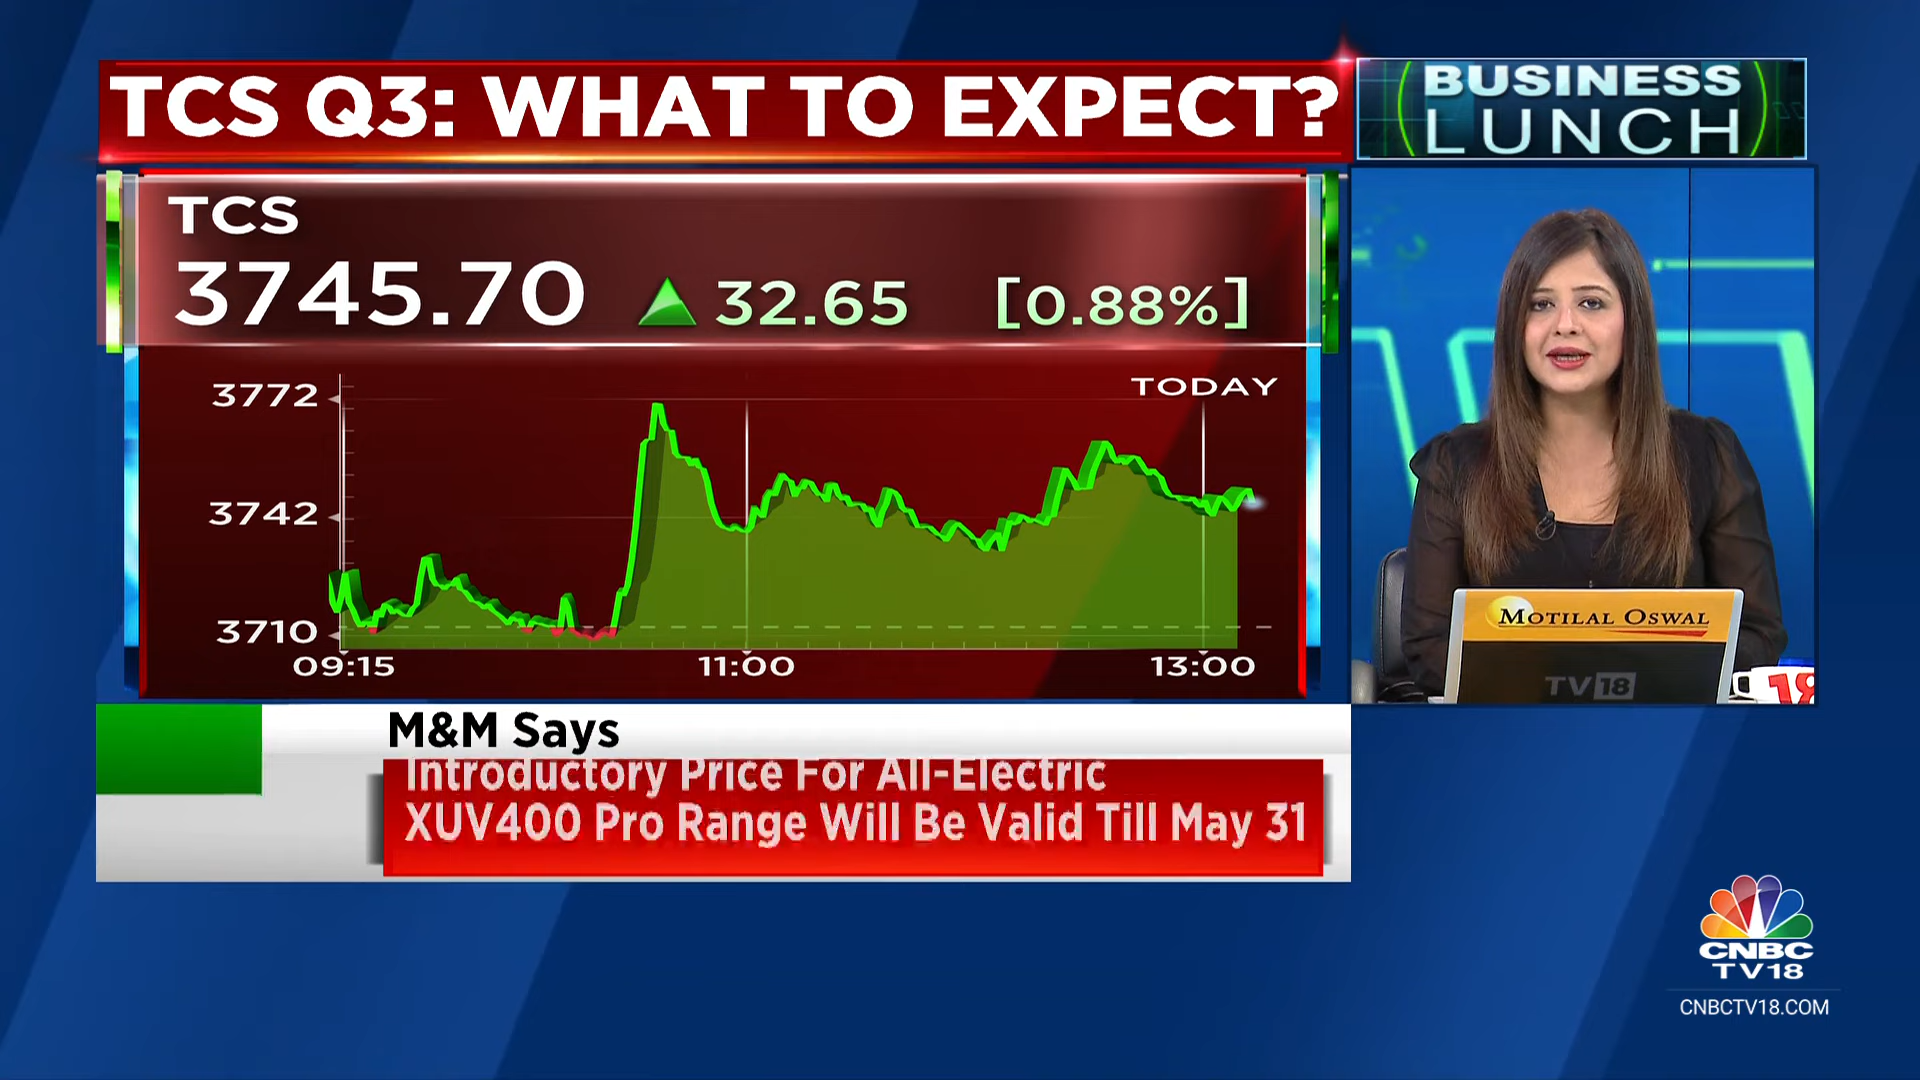 TCS Q3: WHAT TO EXPECT?
BUSINESS
LUNCH
TCS
3745.70 32.65 [0.88%]
TODAY
3772
3742
3710
09:15 11:00 13:00
MOTILAL OSWAL
TV18
18
M&M Says
Introductory Price For All-Electric
XUV400 Pro Range Will Be Valid Till May 31
CNBC
TV18
CNBCTV18.COM